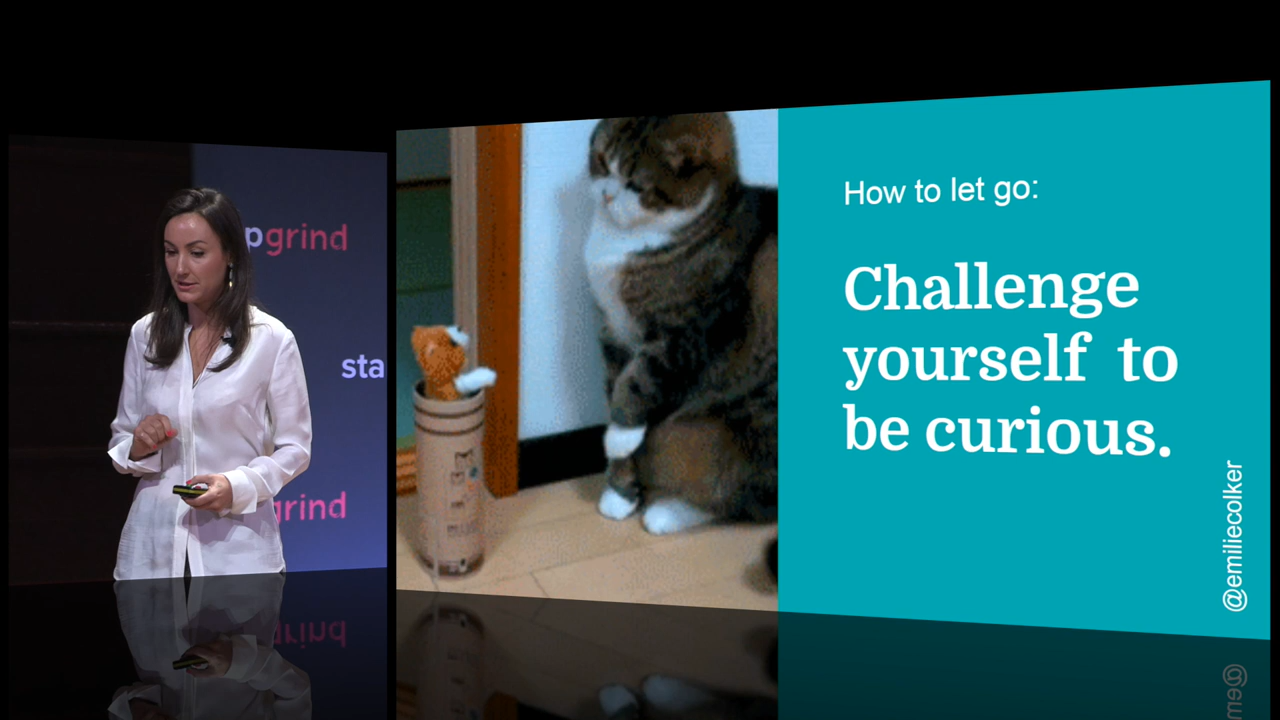 pgrind
sta
grind
How to let go:
Challenge
yourself to
be curious.
@emiliecolker